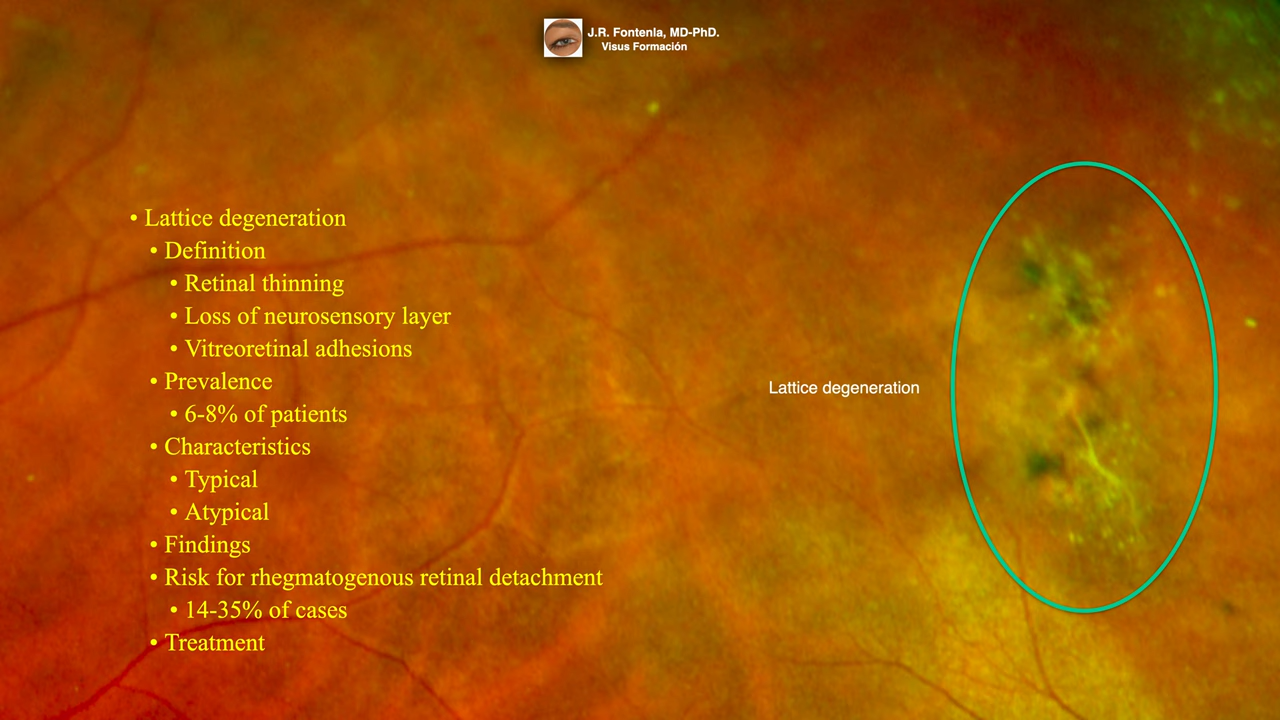 J.R. Fontenla, MD-PhD.
Visus Formación
• Lattice degeneration
• Definition
• Retinal thinning
• Loss of neurosensory layer
• Vitreoretinal adhesions
• Prevalence
• 6-8% of patients
• Characteristics
• Typical
• Atypical
• Findings
• Risk for rhegmatogenous retinal detachment
• 14-35% of cases
• Treatment
Lattice degeneration